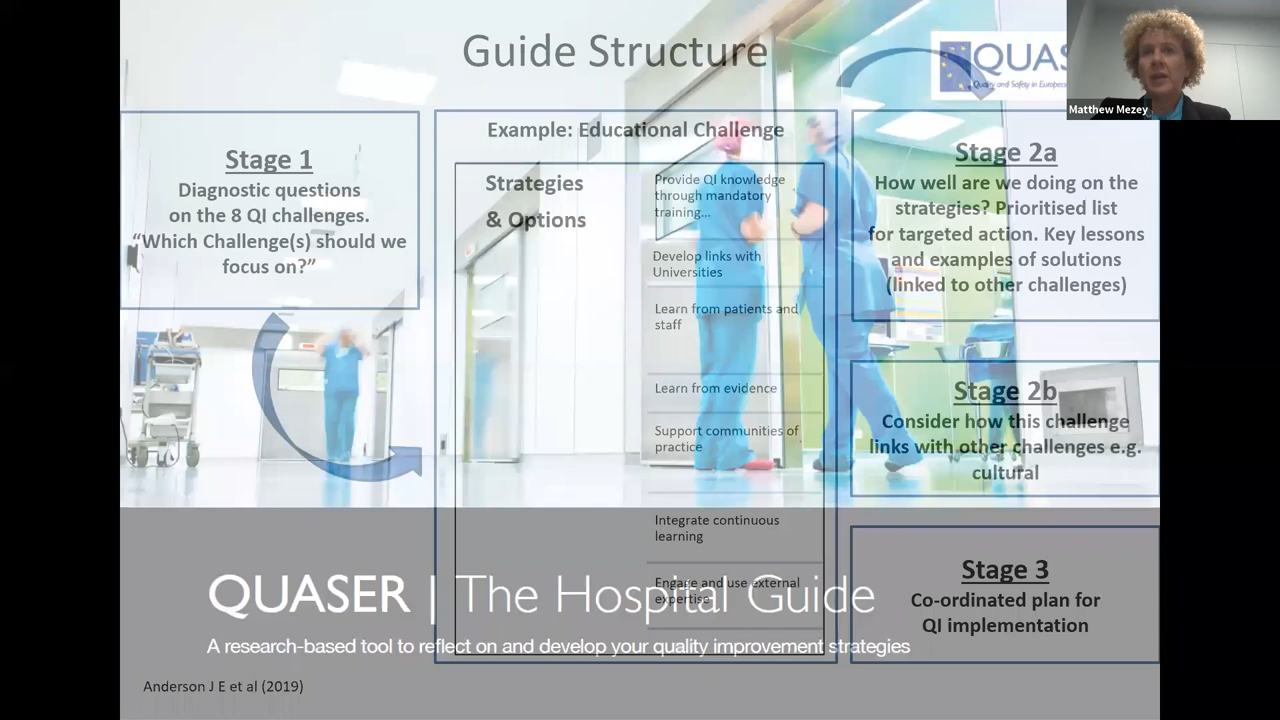 Guide Structure
QUAS
Quality and Safety in European
Matthew Mezey
Stage 1
Diagnostic questions
on the 8 QI challenges.
“Which Challenge(s) should we
focus on?”
Example: Educational Challenge
Strategies
& Options
Provide QI knowledge
through mandatory
training...
Develop links with
Universities
Learn from patients and
staff
Learn from evidence
Support communities of
practice
Integrate continuous
learning
Engage and use external
expertise
Stage 2a
How well are we doing on the
strategies? Prioritised list
for targeted action. Key lessons
and examples of solutions
(linked to other challenges)
Stage 2b
Consider how this challenge
links with other challenges e.g.
cultural
Stage 3
Co-ordinated plan for
QI implementation
QUASER | The Hospital Guide
A research-based tool to reflect on and develop your quality improvement strategies
Anderson J E et al (2019)